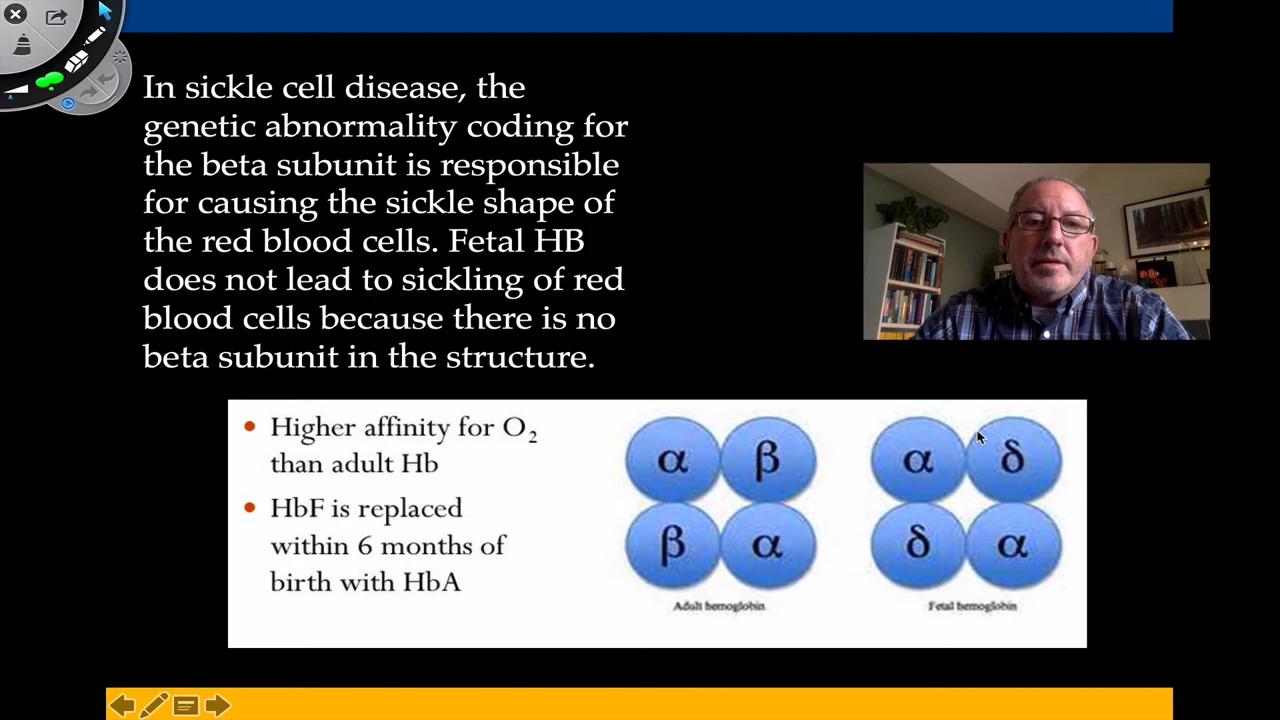 In sickle cell disease, the
genetic abnormality coding for
the beta subunit is responsible
for causing the sickle shape of
the red blood cells. Fetal HB
does not lead to sickling of red
blood cells because there is no
beta subunit in the structure.
• Higher affinity for O₂
than adult Hb
• HbF is replaced
within 6 months of
birth with HbA
α β
β α
Adult hemoglobin
α δ
δ α
Fetal hemoglobin